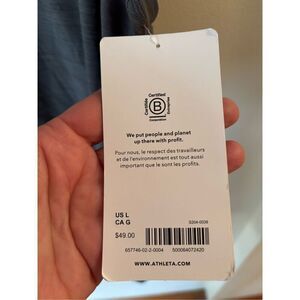 Certified
B
Corporation
We put people and planet
up there with profit.
Pour nous, le respect des travailleurs
et de l'environnement est tout aussi
important que le sont les profits.
US L
CA G
$49.00
657746-02-2-0004
500064072420
WWW.ATHLETA.COM